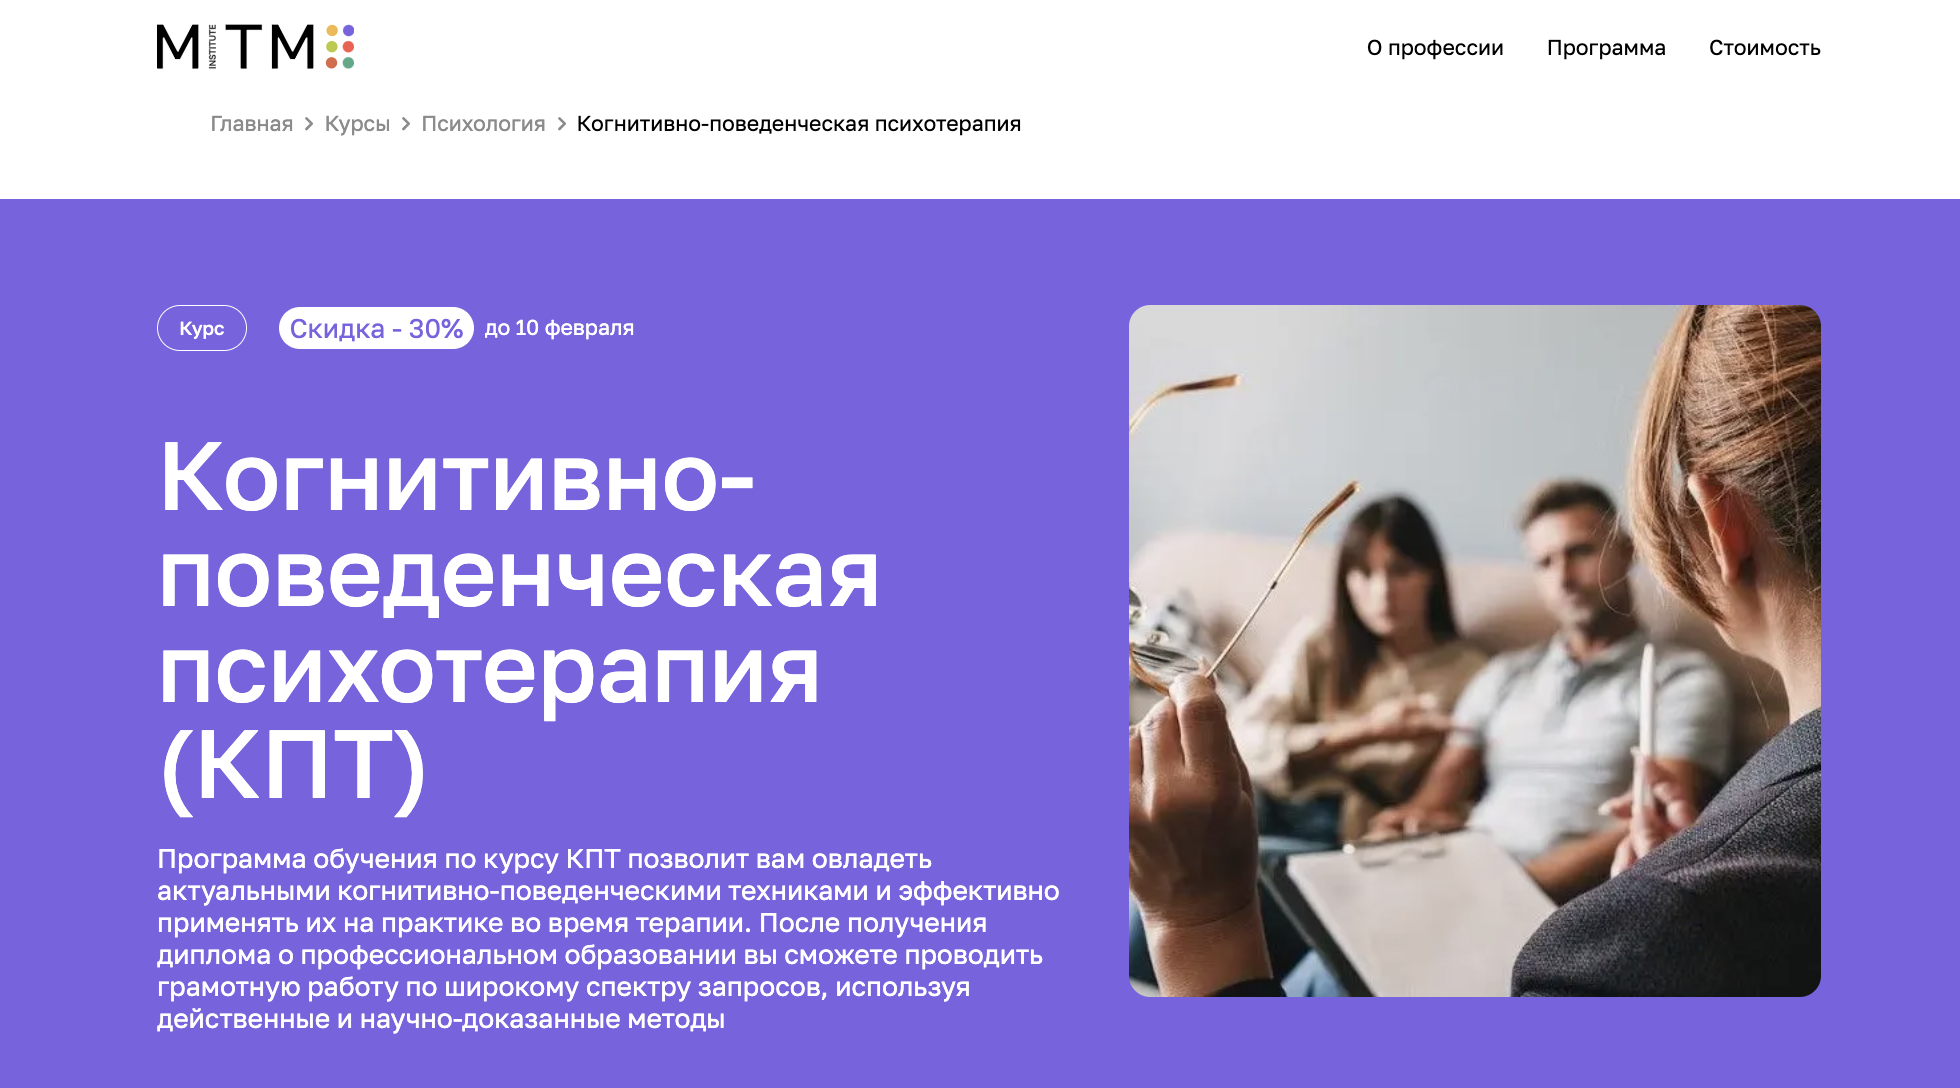 MITM
INSTITUTE
О профессии
Программа
Стоимость
Главная > Курсы > Психология > Когнитивно-поведенческая психотерапия
Курс
Скидка - 30% до 10 февраля
Когнитивно-
поведенческая
психотерапия
(КПТ)
Программа обучения по курсу КПТ позволит вам овладеть
актуальными когнитивно-поведенческими техниками и эффективно
применять их на практике во время терапии. После получения
диплома о профессиональном образовании вы сможете проводить
грамотную работу по широкому спектру запросов, используя
действенные и научно-доказанные методы